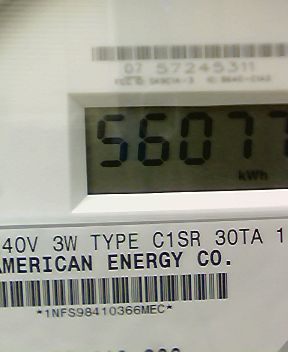 07 57245311
56077
kWh
40V 3W TYPE C1SR 30TA 1
AMERICAN ENERGY CO.
*1NFS98410366MEC*